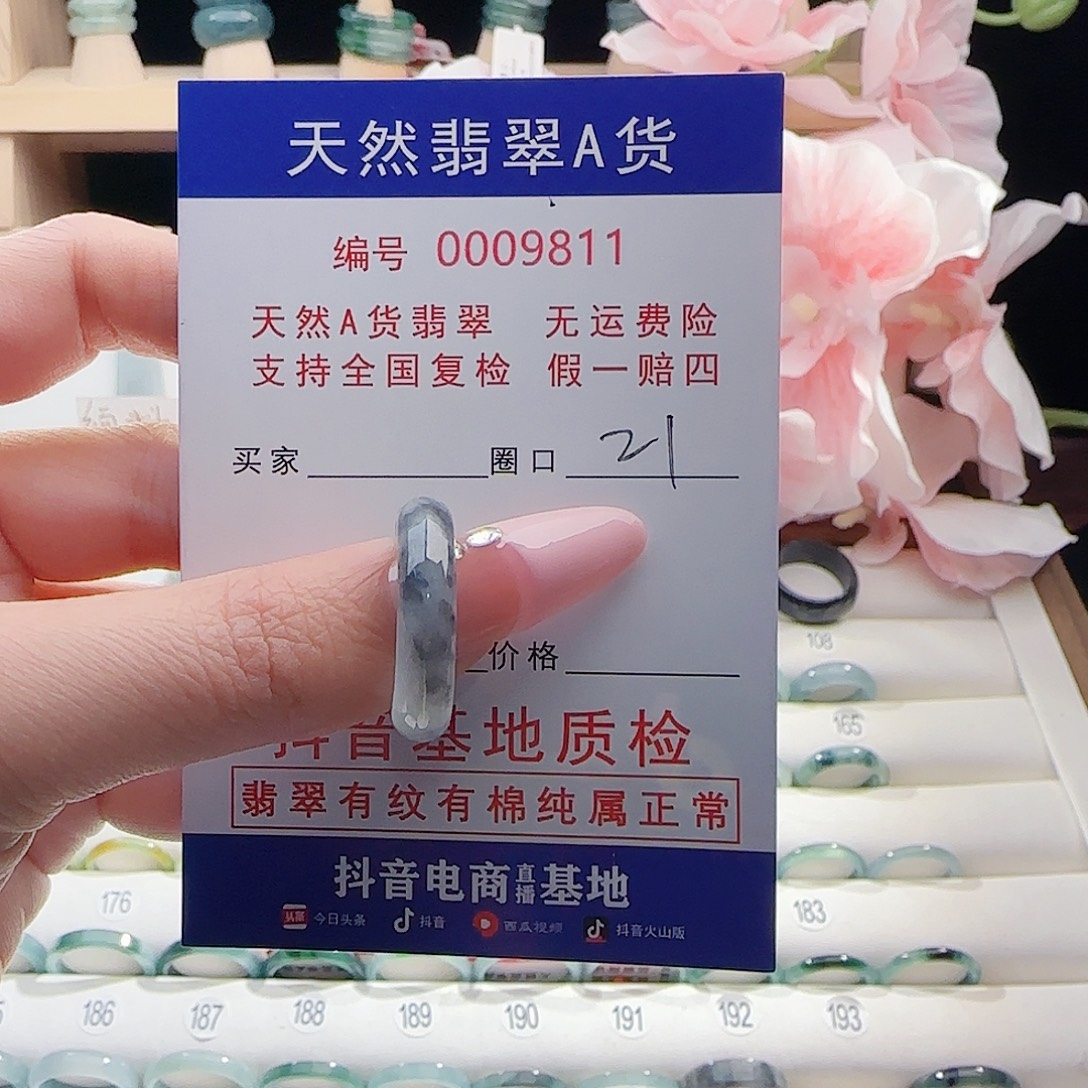 天然翡翠A货
编号 0009811
天然A货翡翠 无运费险
支持全国复检 假一赔四
买家 圈口 21
价格
抖音基地质检
翡翠有纹有棉纯属正常
抖音电商直播基地
头条 今日头条 抖音 西瓜视频 抖音火山版
108
165
176 183
186 187 188 189 190 191 192 193